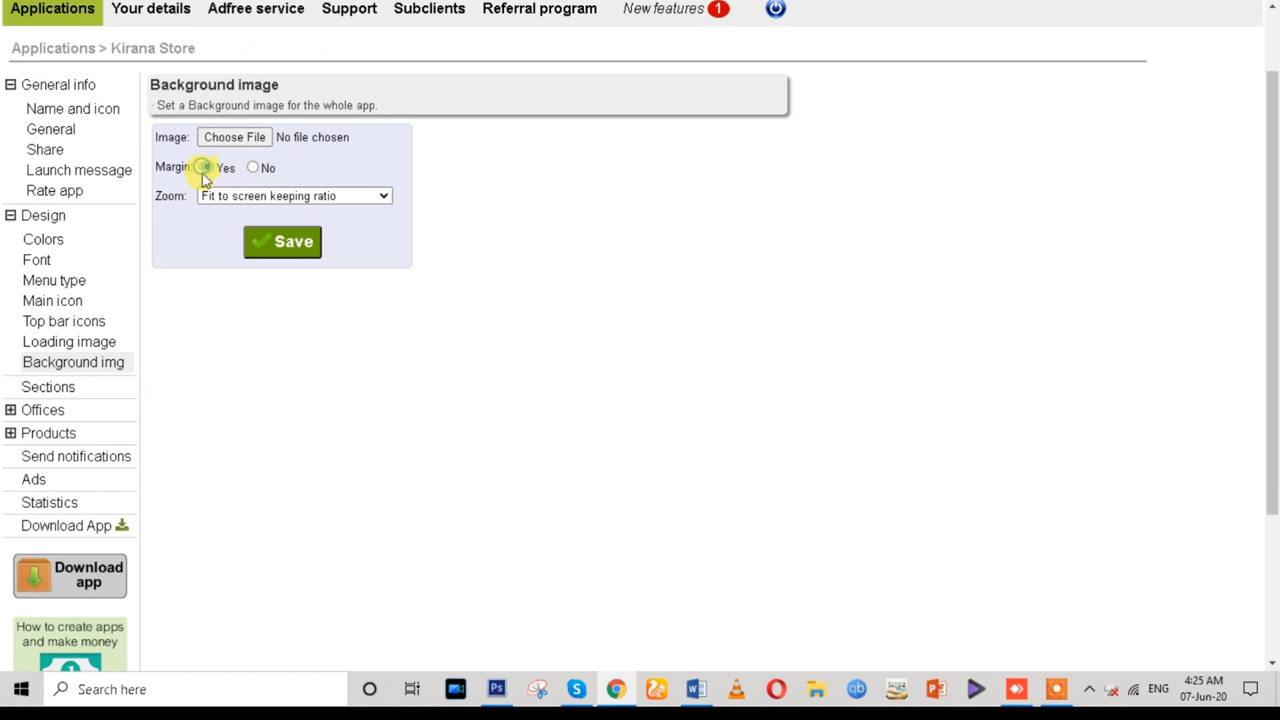 Applications Your details Adfree service Support Subclients Referral program New features 1
Applications > Kirana Store
General info
Name and icon
General
Share
Launch message
Rate app
Design
Colors
Font
Menu type
Main icon
Top bar icons
Loading image
Background img
Sections
Offices
Products
Send notifications
Ads
Statistics
Download App
Download
app
How to create apps
and make money
Background image
· Set a Background image for the whole app.
Image: Choose File No file chosen
Margin: Yes No
Zoom: Fit to screen keeping ratio
Save
Search here
ENG
4:25 AM
07-Jun-20